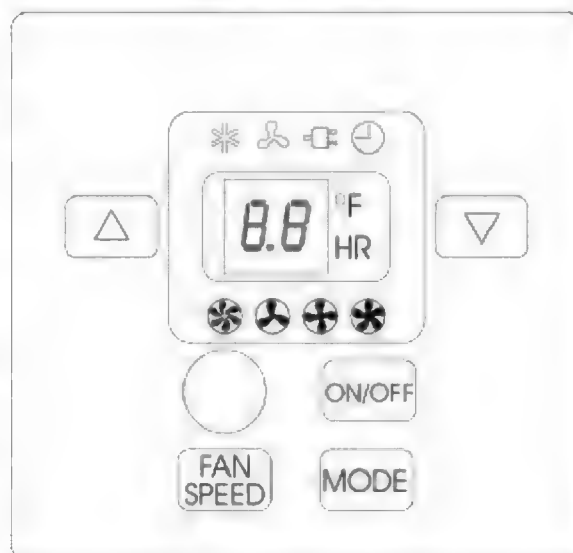 8.8 °F
HR
ON/OFF
FAN
SPEED
MODE